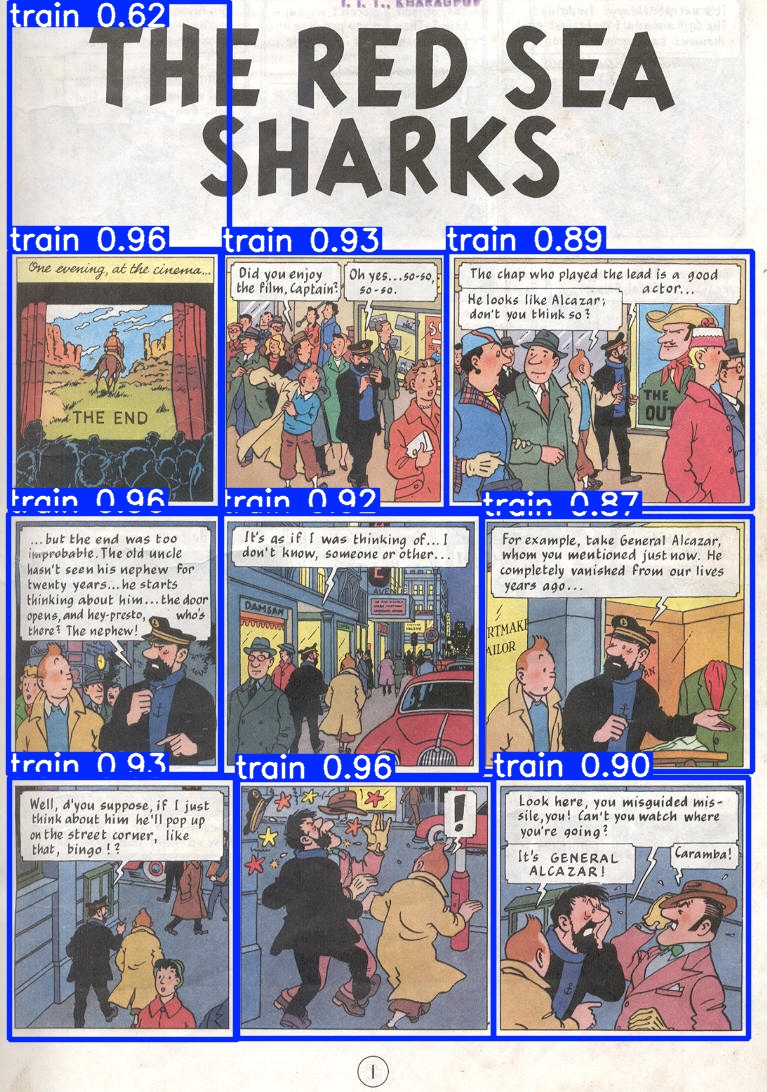 I. I. T., KHARAGPUR
train 0.62
THE RED SEA
SHARKS
train 0.96
train 0.93
train 0.89
One evening, at the cinema...
THE END
Did you enjoy
the film, Captain?
Oh yes...so-so,
so-so.
The chap who played the lead is a good
actor...
He looks like Alcazar;
don't you think so?
THE
OUT
train 0.96
train 0.92
train 0.87
...but the end was too
improbable. The old uncle
hasn't seen his nephew for
twenty years...he starts
thinking about him...the door
opens, and hey-presto, who's
there? The nephew!
It's as if I was thinking of...I
don't know, someone or other...
DAMSAM
For example, take General Alcazar,
whom you mentioned just now. He
completely vanished from our lives
years ago...
RTMAKE
AILOR
train 0.93
train 0.96
train 0.90
Well, d'you suppose, if I just
think about him he'll pop up
on the street corner, like
that, bingo!?
!
Look here, you misguided mis-
sile, you! Can't you watch where
you're going?
It's GENERAL
ALCAZAR!
Caramba!
1